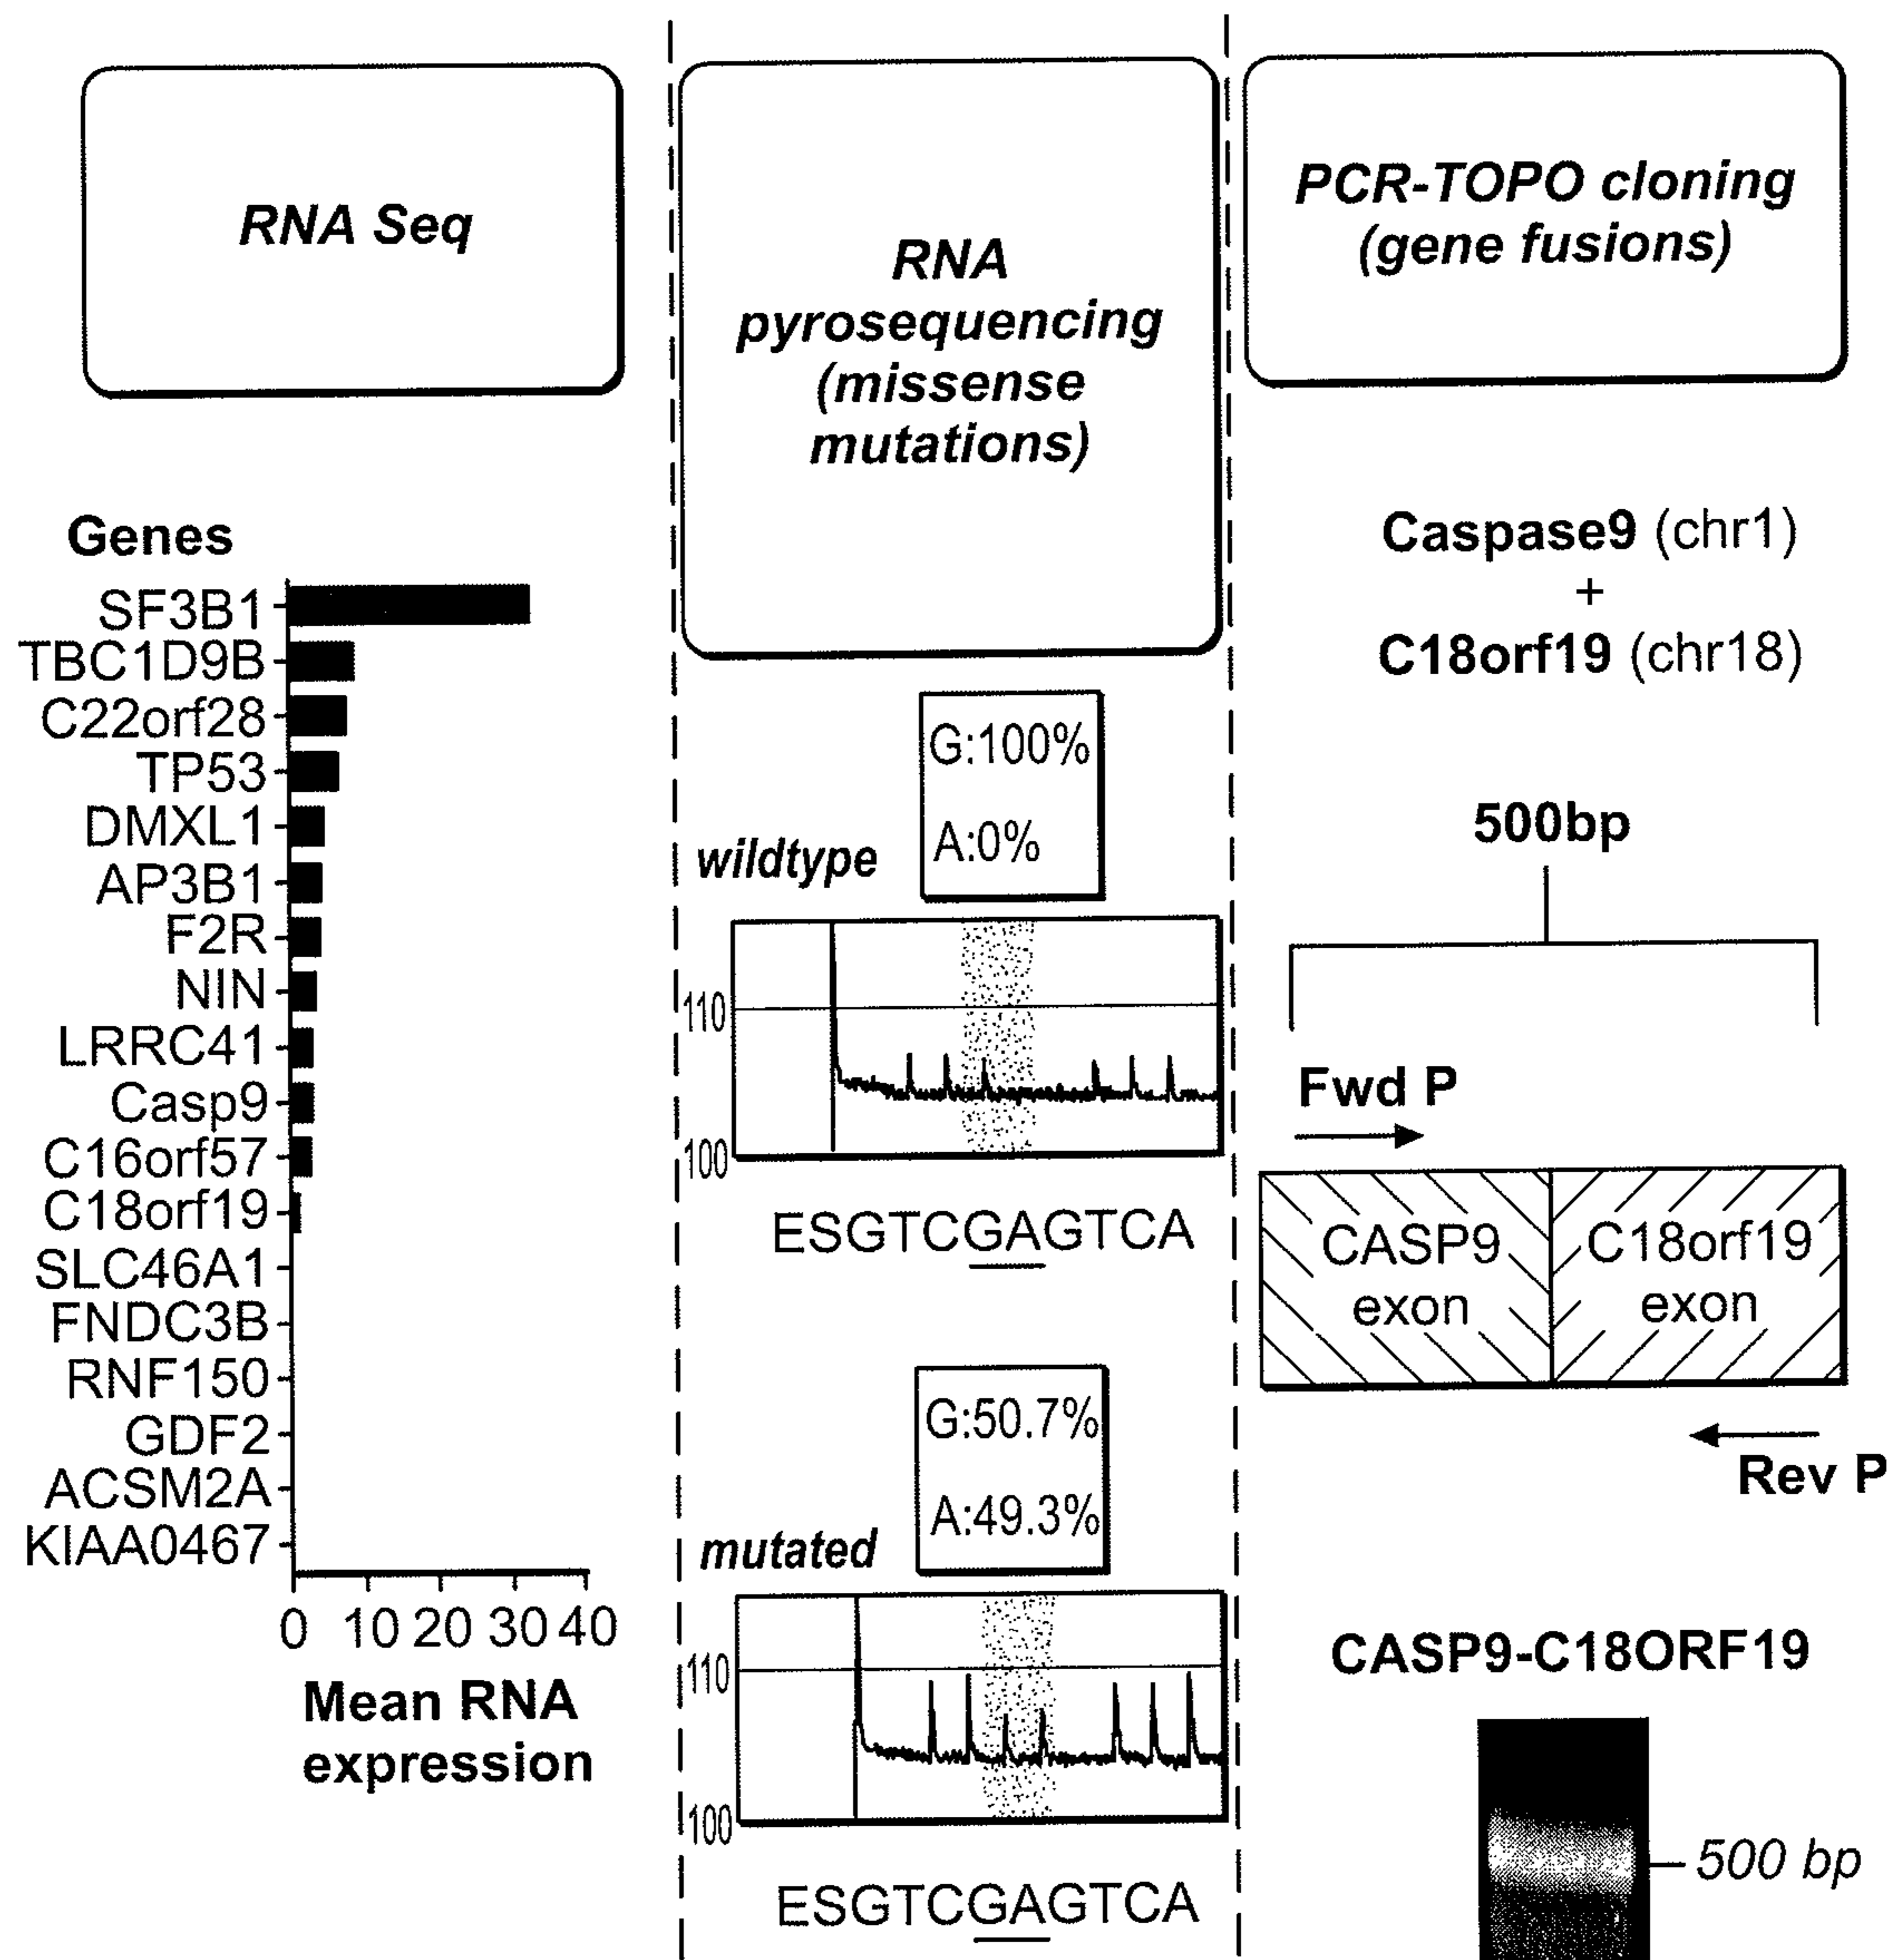 RNA Seq
Genes
SF3B1
TBC1D9B
C22orf28
TP53
DMXL1
AP3B1
F2R
NIN
LRRC41
Casp9
C16orf57
C18orf19
SLC46A1
FNDC3B
RNF150
GDF2
ACSM2A
KIAA0467
0 10 20 30 40
Mean RNA
expression
RNA
pyrosequencing
(missense
mutations)
G:100%
A:0%
wildtype
110
100
ESGTCGAGTCA
G:50.7%
A:49.3%
mutated
110
100
ESGTCGAGTCA
PCR-TOPO cloning
(gene fusions)
Caspase9 (chr1)
+
C18orf19 (chr18)
500bp
Fwd P
CASP9
exon
C18orf19
exon
Rev P
CASP9-C18ORF19
500 bp